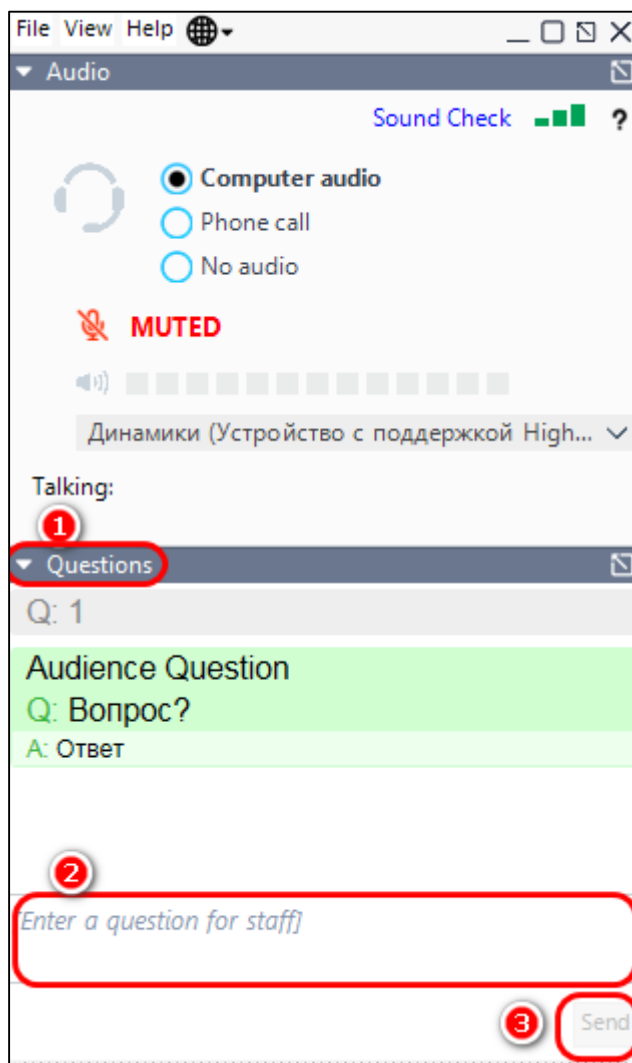 File View Help
Audio
Sound Check ?
Computer audio
Phone call
No audio
MUTED
Динамики (Устройство с поддержкой High...
Talking:
1
Questions
Q: 1
Audience Question
Q: Вопрос?
A: Ответ
2
[Enter a question for staff]
3 Send